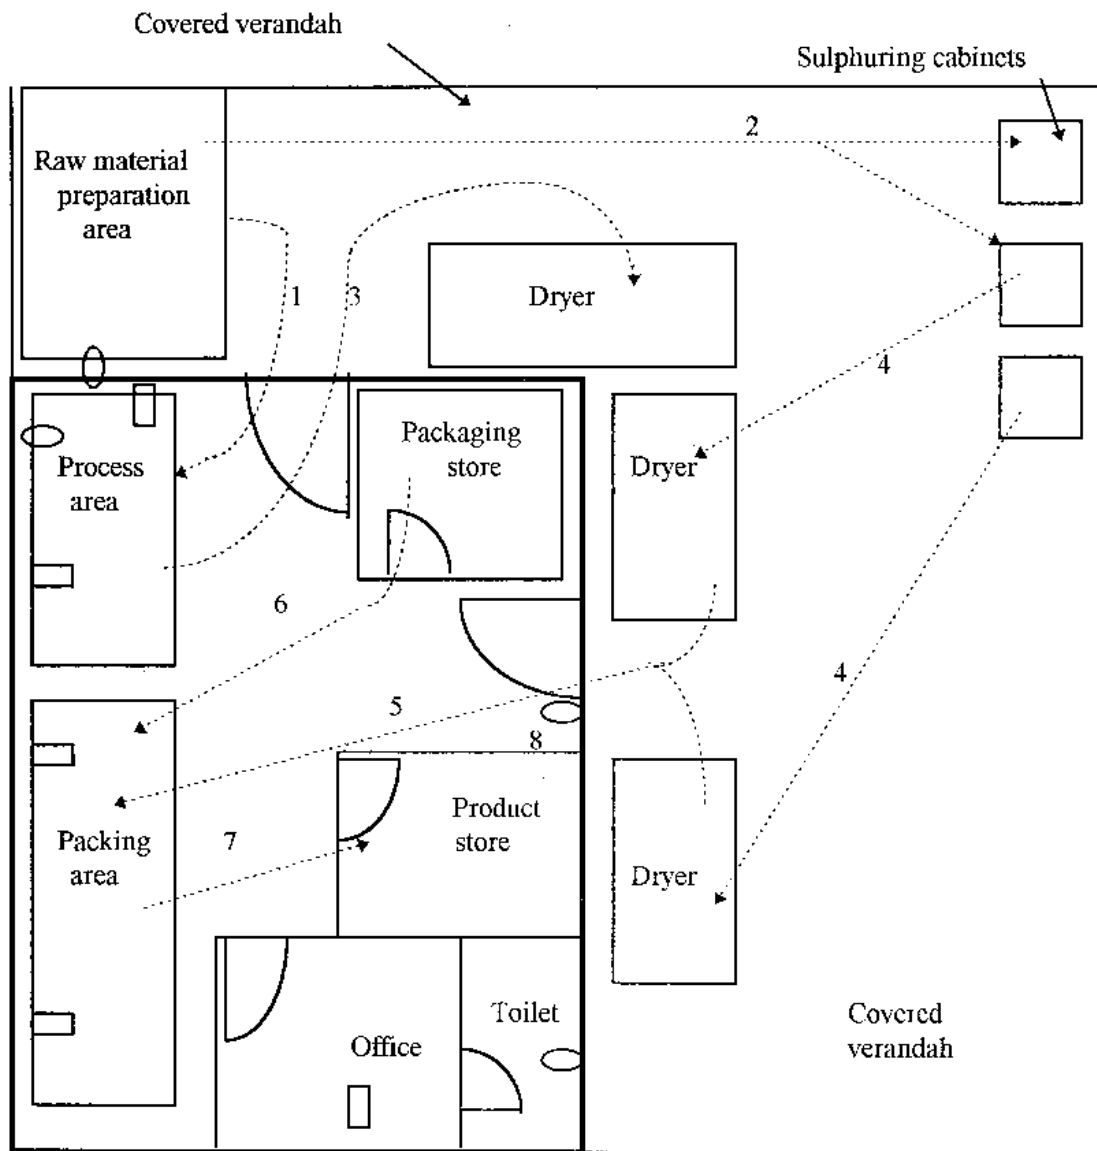 Covered verandah
Sulphuring cabinets
2
Raw material
preparation
area
1
3
Dryer
4
Packaging
store
Process
area
Dryer
6
4
5
8
Product
store
Packing
area
7
Dryer
Toilet
Office
Covered
verandah